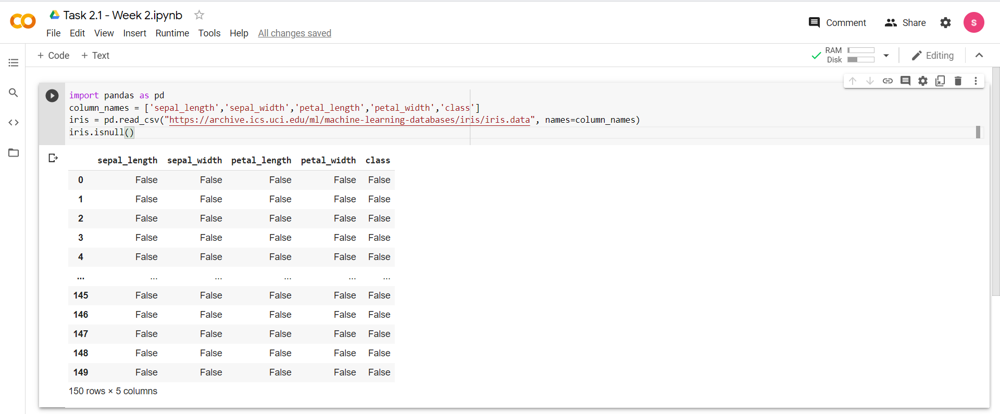 Task 2.1 - Week 2.ipynb
File Edit View Insert Runtime Tools Help All changes saved
Comment Share S
+ Code + Text
RAM
Disk
Editing
import pandas as pd
column_names = ['sepal_length','sepal_width','petal_length','petal_width','class']
iris = pd.read_csv("https://archive.ics.uci.edu/ml/machine-learning-databases/iris/iris.data", names=column_names)
iris.isnull()
sepal_length sepal_width petal_length petal_width class
0 False False False False False
1 False False False False False
2 False False False False False
3 False False False False False
4 False False False False False
... ... ... ... ... ...
145 False False False False False
146 False False False False False
147 False False False False False
148 False False False False False
149 False False False False False
150 rows × 5 columns